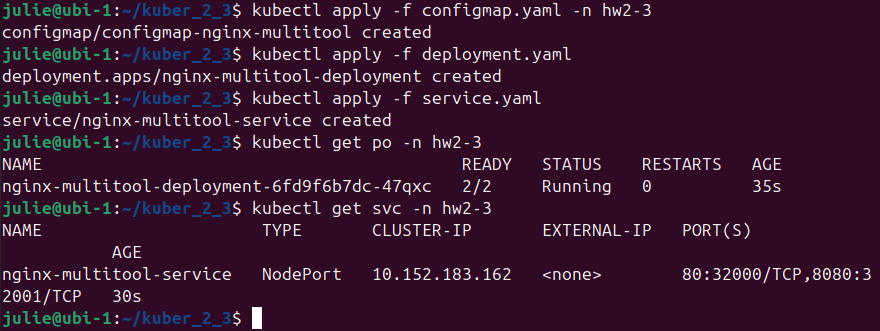 julie@ubi-1:~/kuber_2_3$ kubectl apply -f configmap.yaml -n hw2-3
configmap/configmap-nginx-multitool created
julie@ubi-1:~/kuber_2_3$ kubectl apply -f deployment.yaml
deployment.apps/nginx-multitool-deployment created
julie@ubi-1:~/kuber_2_3$ kubectl apply -f service.yaml
service/nginx-multitool-service created
julie@ubi-1:~/kuber_2_3$ kubectl get po -n hw2-3
NAME                                          READY   STATUS    RESTARTS   AGE
nginx-multitool-deployment-6fd9f6b7dc-47qxc   2/2     Running   0          35s
julie@ubi-1:~/kuber_2_3$ kubectl get svc -n hw2-3
NAME                      TYPE       CLUSTER-IP       EXTERNAL-IP   PORT(S)
          AGE
nginx-multitool-service   NodePort   10.152.183.162   <none>        80:32000/TCP,8080:3
2001/TCP   30s
julie@ubi-1:~/kuber_2_3$